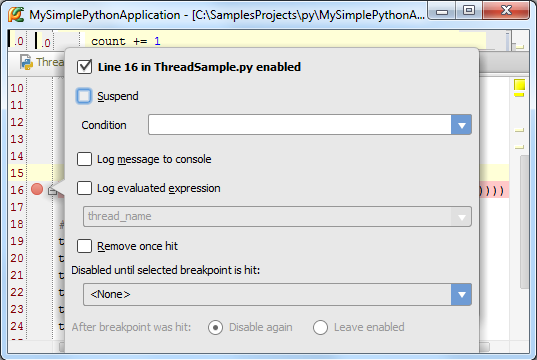 MySimplePythonApplication - [C:\SamplesProjects\py\MySimplePythonA...
.0 .0 count += 1
Thread
10
11
12
13
14
15
16 ))))
17
18 #
19 t
20 t
21 t
22 t
23 t
24 t
Line 16 in ThreadSample.py enabled
Suspend
Condition
Log message to console
Log evaluated expression
thread_name
Remove once hit
Disabled until selected breakpoint is hit:
<None>
After breakpoint was hit: Disable again Leave enabled